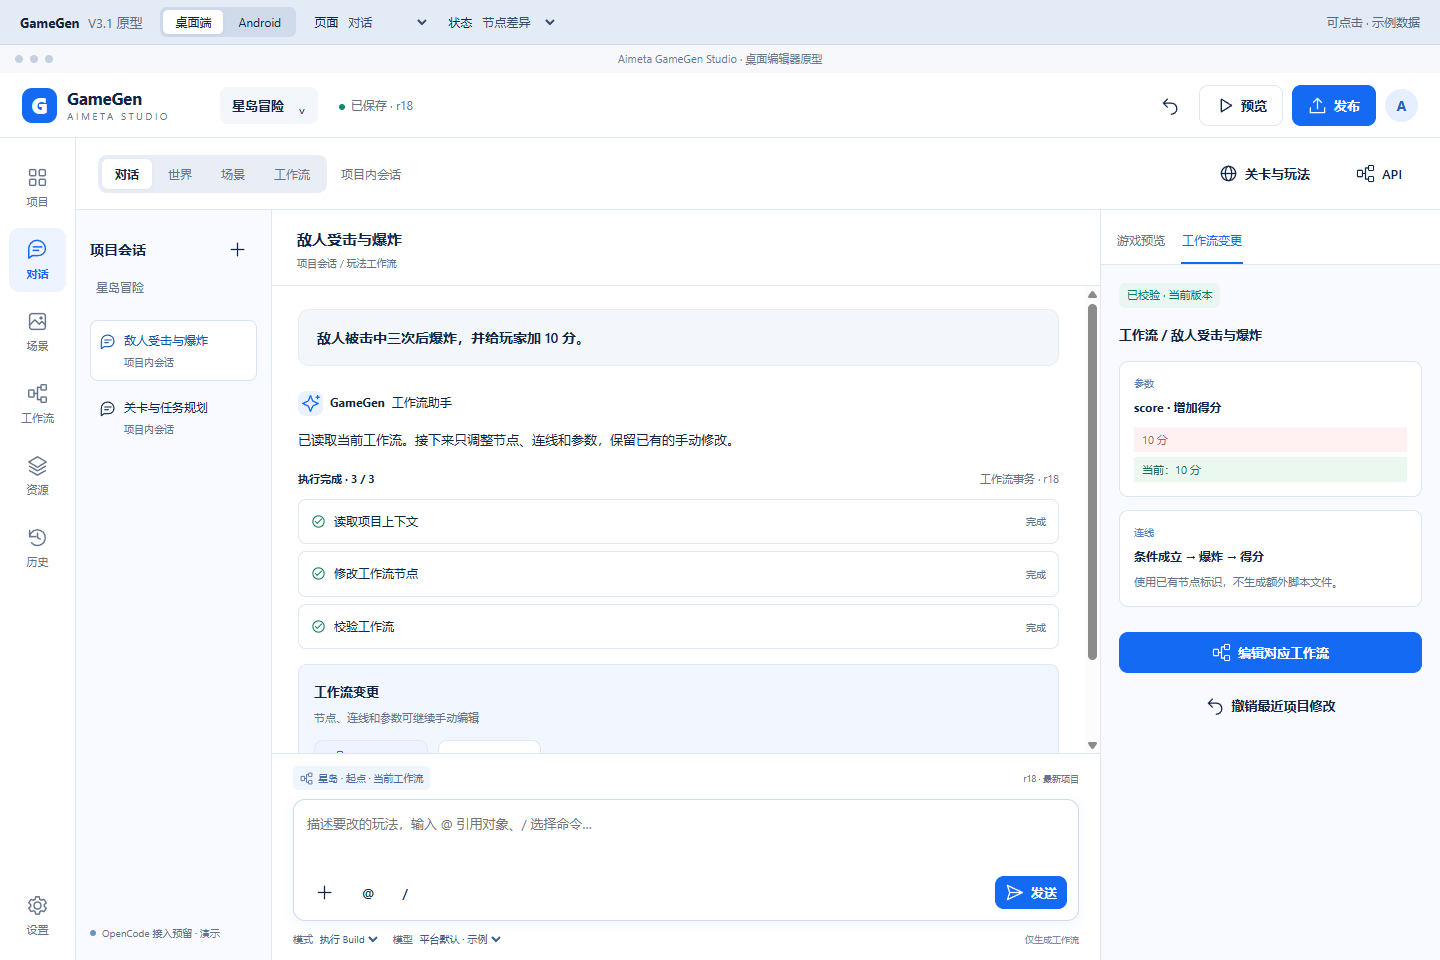 GameGen V3.1 原型 桌面端 Android 页面 对话 状态 节点差异 可点击 · 示例数据
Aimeta GameGen Studio · 桌面编辑器原型
G GameGen
AIMETA STUDIO
星岛冒险 已保存 · r18 预览 发布 A
对话 世界 场景 工作流 项目内会话 关卡与玩法 API
项目
对话
场景
工作流
资源
历史
设置
项目会话
星岛冒险
敌人受击与爆炸
项目内会话
关卡与任务规划
项目内会话
OpenCode 接入预留 · 演示
敌人受击与爆炸
项目会话 / 玩法工作流
敌人被击中三次后爆炸，并给玩家加 10 分。
GameGen 工作流助手
已读取当前工作流。接下来只调整节点、连线和参数，保留已有的手动修改。
执行完成 · 3 / 3 工作流事务 · r18
读取项目上下文 完成
修改工作流节点 完成
校验工作流 完成
工作流变更
节点、连线和参数可继续手动编辑
星岛 · 起点 · 当前工作流 r18 · 最新项目
描述要改的玩法，输入 @ 引用对象、/ 选择命令...
@ / 发送
模式 执行 Build 模型 平台默认 · 示例 仅生成工作流
游戏预览 工作流变更
已校验 · 当前版本
工作流 / 敌人受击与爆炸
参数
score · 增加得分
10 分
当前：10 分
连线
条件成立 → 爆炸 → 得分
使用已有节点标识，不生成额外脚本文件。
编辑对应工作流
撤销最近项目修改